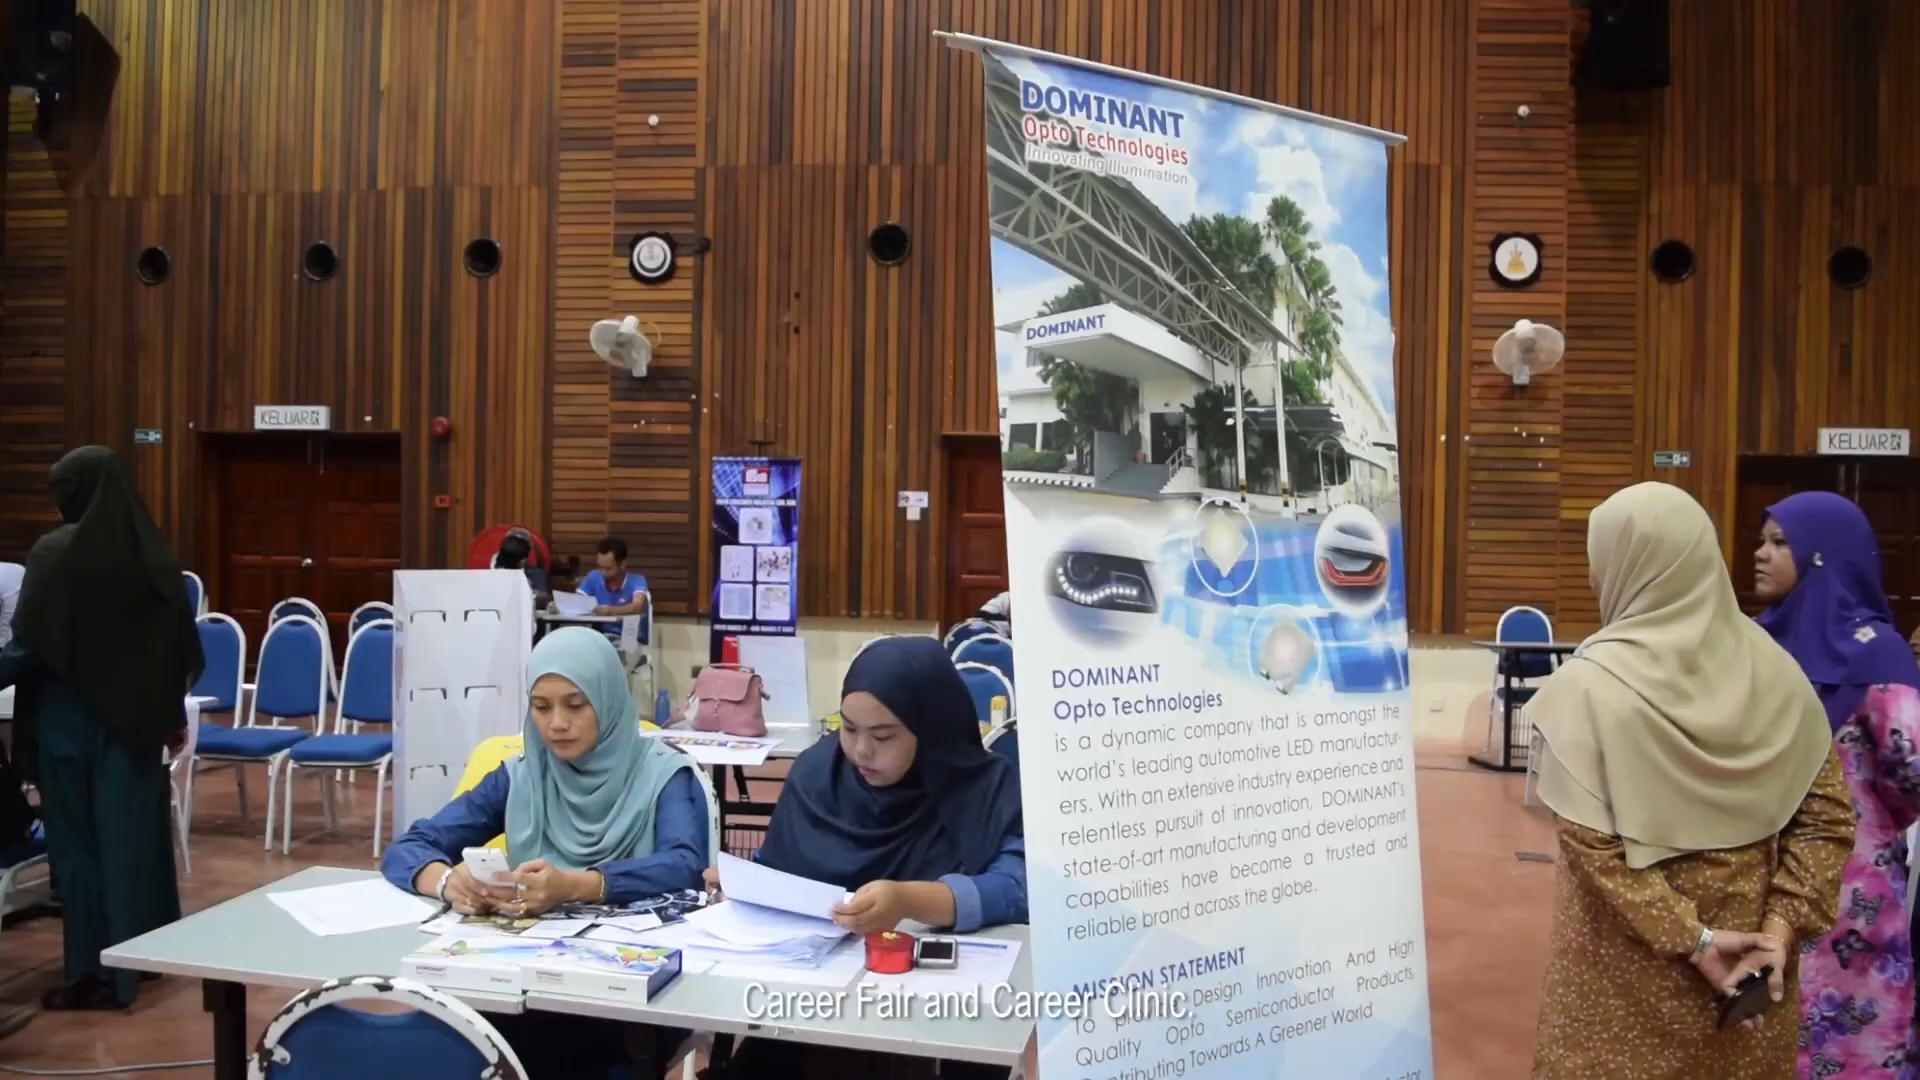 DOMINANT
Opto Technologies
Innovating Illumination
DOMINANT
KELUAR
KELUAR
DOMINANT
Opto Technologies
is a dynamic company that is amongst the
world's leading automotive LED manufactur-
ers. With an extensive industry experience and
relentless pursuit of innovation, DOMINANT's
state-of-art manufacturing and development
capabilities have become a trusted and
reliable brand across the globe.
MISSION STATEMENT
To Design Innovation And High
Quality Opto Semiconductor Products
Contributing Towards A Greener World
Career Fair and Career Clinic.